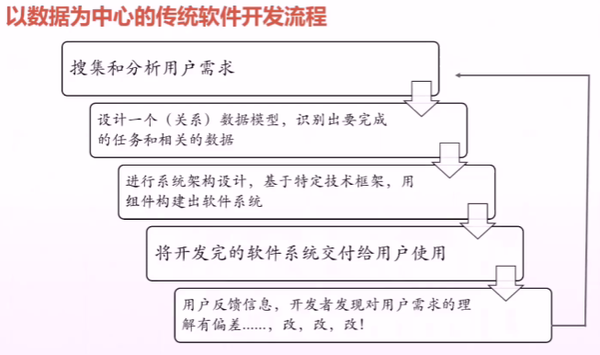 以数据为中心的传统软件开发流程
搜集和分析用户需求
设计一个（关系）数据模型，识别出要完成
的任务和相关的数据
进行系统架构设计，基于特定技术框架，用
组件构建出软件系统
将开发完的软件系统交付给用户使用
用户反馈信息，开发者发现对用户需求的理
解有偏差……，改，改，改！